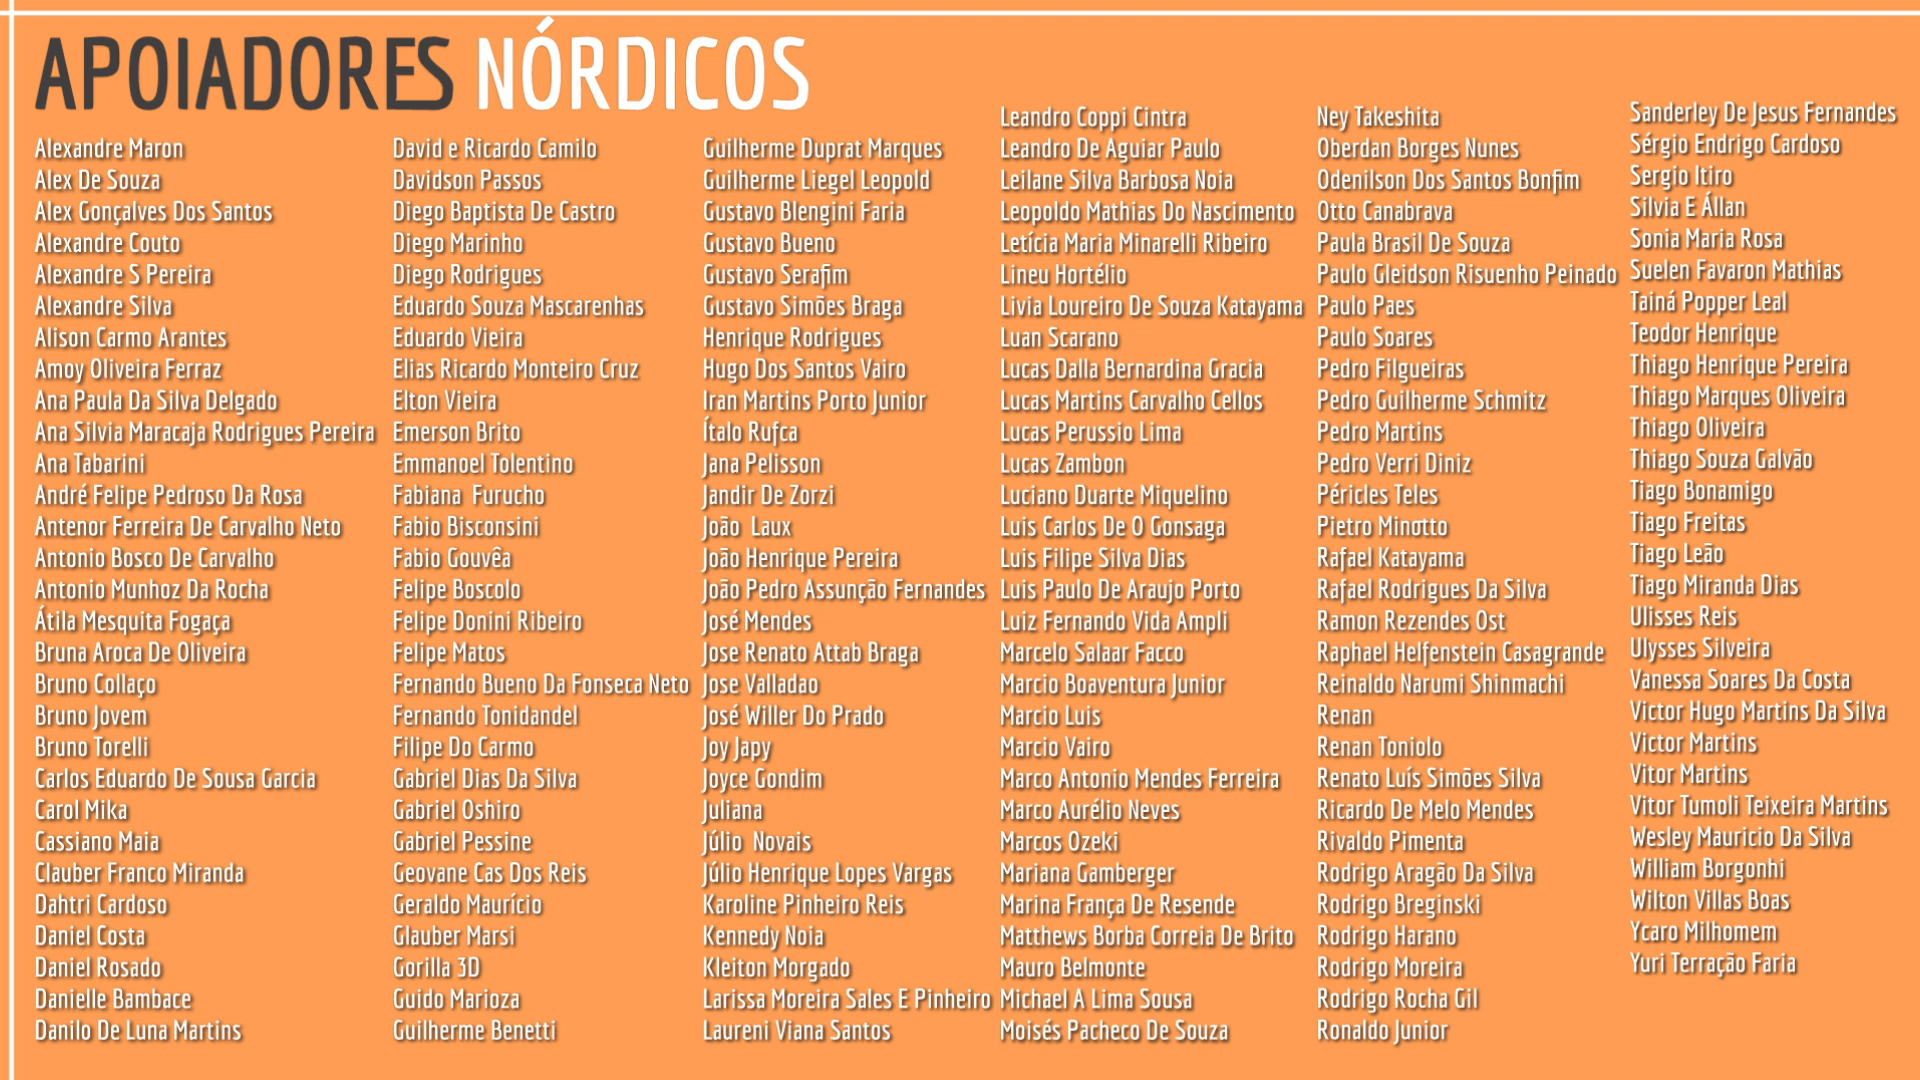 APOIADORES NÓRDICOS
Alexandre Maron
Alex De Souza
Alex Gonçalves Dos Santos
Alexandre Couto
Alexandre S Pereira
Alexandre Silva
Alison Carmo Arantes
Amoy Oliveira Ferraz
Ana Paula Da Silva Delgado
Ana Silvia Maracaja Rodrigues Pereira
Ana Tabarini
André Felipe Pedroso Da Rosa
Antenor Ferreira De Carvalho Neto
Antonio Bosco De Carvalho
Antonio Munhoz Da Rocha
Átila Mesquita Fogaça
Bruna Aroca De Oliveira
Bruno Collaço
Bruno Jovem
Bruno Torelli
Carlos Eduardo De Sousa Garcia
Carol Mika
Cassiano Maia
Clauber Franco Miranda
Dahtri Cardoso
Daniel Costa
Daniel Rosado
Danielle Bambace
Danilo De Luna Martins
David e Ricardo Camilo
Davidson Passos
Diego Baptista De Castro
Diego Marinho
Diego Rodrigues
Eduardo Souza Mascarenhas
Eduardo Vieira
Elias Ricardo Monteiro Cruz
Elton Vieira
Emerson Brito
Emmanoel Tolentino
Fabiana  Furucho
Fabio Bisconsini
Fabio Gouvêa
Felipe Boscolo
Felipe Donini Ribeiro
Felipe Matos
Fernando Bueno Da Fonseca Neto
Fernando Tonidandel
Filipe Do Carmo
Gabriel Dias Da Silva
Gabriel Oshiro
Gabriel Pessine
Geovane Cas Dos Reis
Geraldo Maurício
Glauber Marsi
Gorilla 3D
Guido Marioza
Guilherme Benetti
Guilherme Duprat Marques
Guilherme Liegel Leopold
Gustavo Blengini Faria
Gustavo Bueno
Gustavo Serafim
Gustavo Simões Braga
Henrique Rodrigues
Hugo Dos Santos Vairo
Iran Martins Porto Junior
Ítalo Rufca
Jana Pelisson
Jandir De Zorzi
João  Laux
João Henrique Pereira
João Pedro Assunção Fernandes
José Mendes
Jose Renato Attab Braga
Jose Valladao
José Willer Do Prado
Joy Japy
Joyce Gondim
Juliana
Júlio  Novais
Júlio Henrique Lopes Vargas
Karoline Pinheiro Reis
Kennedy Noia
Kleiton Morgado
Larissa Moreira Sales E Pinheiro
Laureni Viana Santos
Leandro Coppi Cintra
Leandro De Aguiar Paulo
Leilane Silva Barbosa Noia
Leopoldo Mathias Do Nascimento
Letícia Maria Minarelli Ribeiro
Lineu Hortélio
Livia Loureiro De Souza Katayama
Luan Scarano
Lucas Dalla Bernardina Gracia
Lucas Martins Carvalho Cellos
Lucas Perussio Lima
Lucas Zambon
Luciano Duarte Miquelino
Luis Carlos De O Gonsaga
Luis Filipe Silva Dias
Luis Paulo De Araujo Porto
Luiz Fernando Vida Ampli
Marcelo Salaar Facco
Marcio Boaventura Junior
Marcio Luis
Marcio Vairo
Marco Antonio Mendes Ferreira
Marco Aurélio Neves
Marcos Ozeki
Mariana Gamberger
Marina França De Resende
Matthews Borba Correia De Brito
Mauro Belmonte
Michael A Lima Sousa
Moisés Pacheco De Souza
Ney Takeshita
Oberdan Borges Nunes
Odenilson Dos Santos Bonfim
Otto Canabrava
Paula Brasil De Souza
Paulo Gleidson Risuenho Peinado
Paulo Paes
Paulo Soares
Pedro Filgueiras
Pedro Guilherme Schmitz
Pedro Martins
Pedro Verri Diniz
Péricles Teles
Pietro Minotto
Rafael Katayama
Rafael Rodrigues Da Silva
Ramon Rezendes Ost
Raphael Helfenstein Casagrande
Reinaldo Narumi Shinmachi
Renan
Renan Toniolo
Renato Luís Simões Silva
Ricardo De Melo Mendes
Rivaldo Pimenta
Rodrigo Aragão Da Silva
Rodrigo Breginski
Rodrigo Harano
Rodrigo Moreira
Rodrigo Rocha Gil
Ronaldo Junior
Sanderley De Jesus Fernandes
Sérgio Endrigo Cardoso
Sergio Itiro
Silvia E Állan
Sonia Maria Rosa
Suelen Favaron Mathias
Tainá Popper Leal
Teodor Henrique
Thiago Henrique Pereira
Thiago Marques Oliveira
Thiago Oliveira
Thiago Souza Galvão
Tiago Bonamigo
Tiago Freitas
Tiago Leão
Tiago Miranda Dias
Ulisses Reis
Ulysses Silveira
Vanessa Soares Da Costa
Victor Hugo Martins Da Silva
Victor Martins
Vitor Martins
Vitor Tumoli Teixeira Martins
Wesley Mauricio Da Silva
William Borgonhi
Wilton Villas Boas
Ycaro Milhomem
Yuri Terração Faria